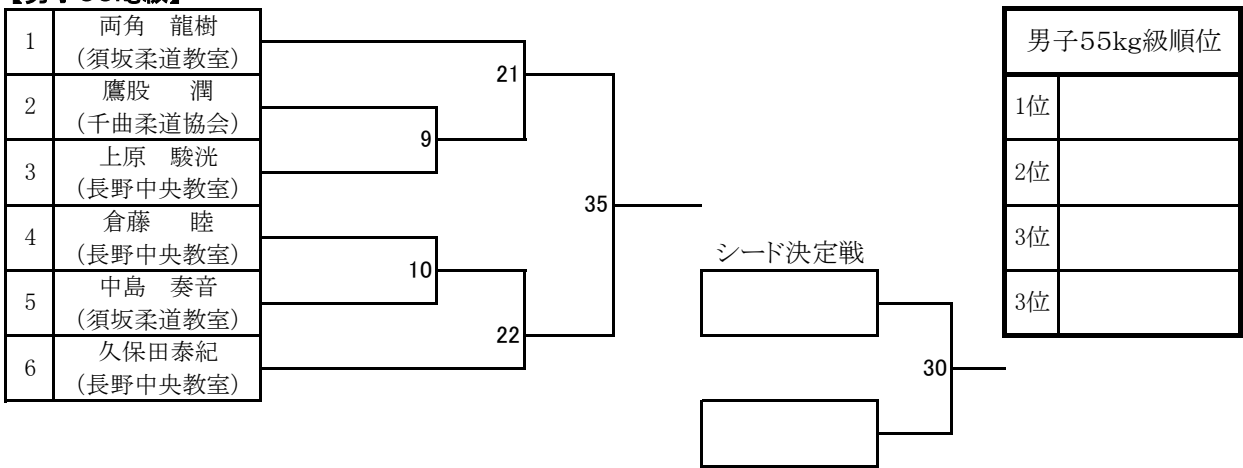 1
両角 龍樹
(須坂柔道教室)
2
鷹股 潤
(千曲柔道協会)
3
上原 駿洸
(長野中央教室)
4
倉藤 睦
(長野中央教室)
5
中島 奏音
(須坂柔道教室)
6
久保田泰紀
(長野中央教室)
21
9
10
22
35
シード決定戦
30
男子55kg級順位
1位
2位
3位
3位